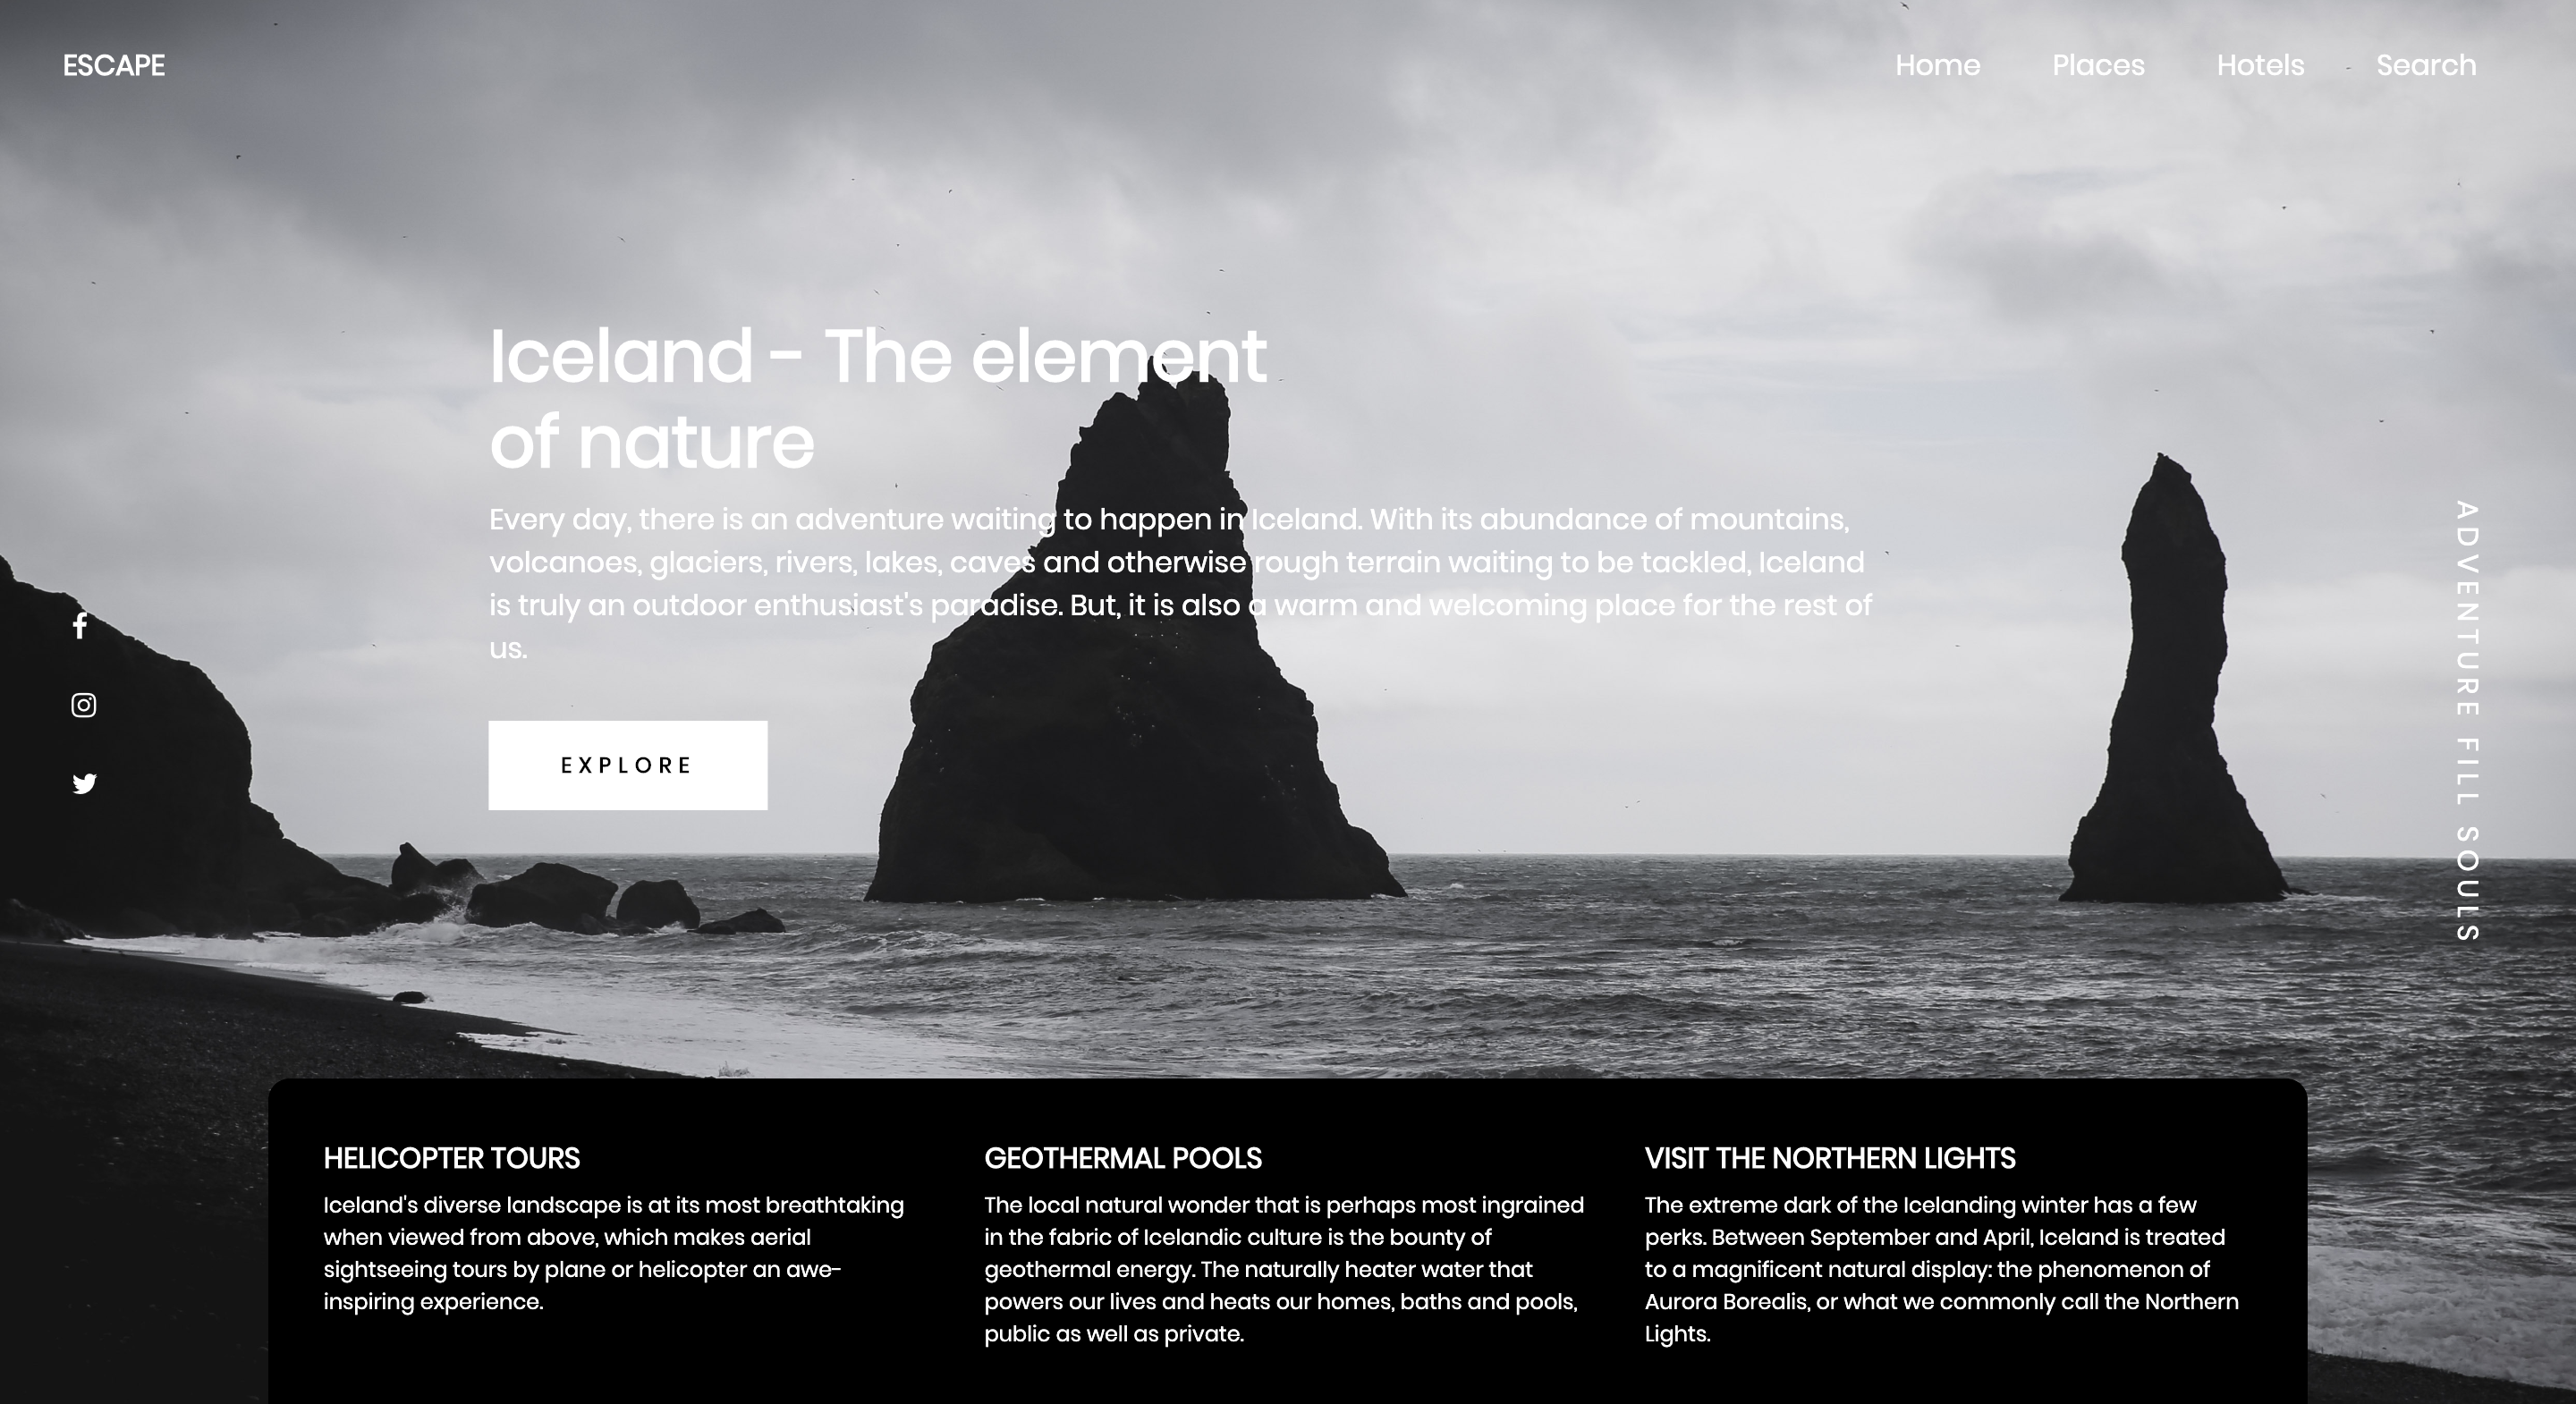 ESCAPE
Home Places Hotels Search
Iceland - The element
of nature
Every day, there is an adventure waiting to happen in Iceland. With its abundance of mountains,
volcanoes, glaciers, rivers, lakes, caves and otherwise rough terrain waiting to be tackled, Iceland
is truly an outdoor enthusiast's paradise. But, it is also a warm and welcoming place for the rest of
us.
EXPLORE
ADVENTURE FILL SOULS
HELICOPTER TOURS
Iceland's diverse landscape is at its most breathtaking
when viewed from above, which makes aerial
sightseeing tours by plane or helicopter an awe-
inspiring experience.
GEOTHERMAL POOLS
The local natural wonder that is perhaps most ingrained
in the fabric of Icelandic culture is the bounty of
geothermal energy. The naturally heater water that
powers our lives and heats our homes, baths and pools,
public as well as private.
VISIT THE NORTHERN LIGHTS
The extreme dark of the Icelanding winter has a few
perks. Between September and April, Iceland is treated
to a magnificent natural display: the phenomenon of
Aurora Borealis, or what we commonly call the Northern
Lights.